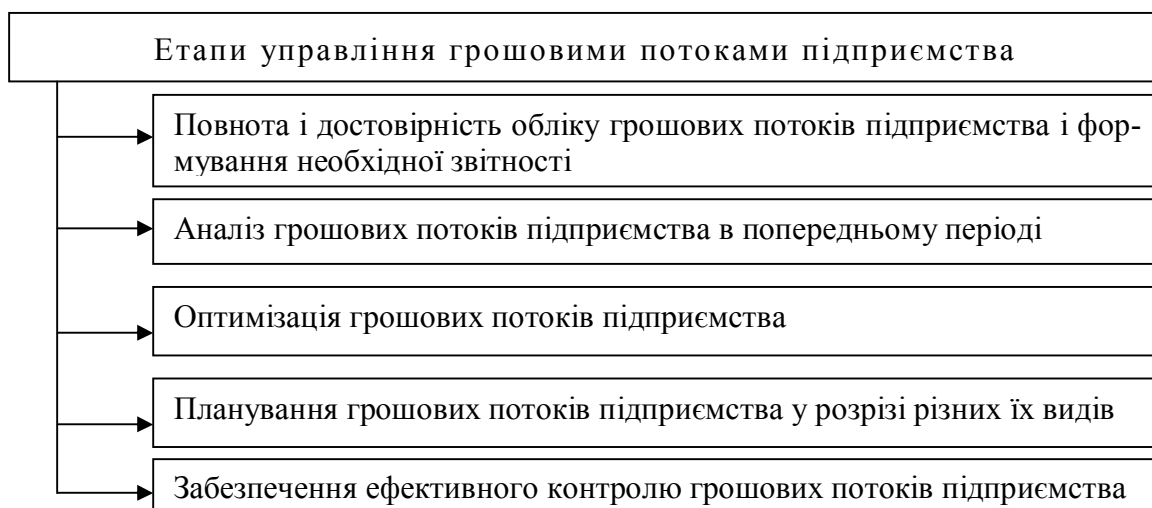 Етапи управління грошовими потоками підприємства
Повнота і достовірність обліку грошових потоків підприємства і фор-
мування необхідної звітності
Аналіз грошових потоків підприємства в попередньому періоді
Оптимізація грошових потоків підприємства
Планування грошових потоків підприємства у розрізі різних їх видів
Забезпечення ефективного контролю грошових потоків підприємства